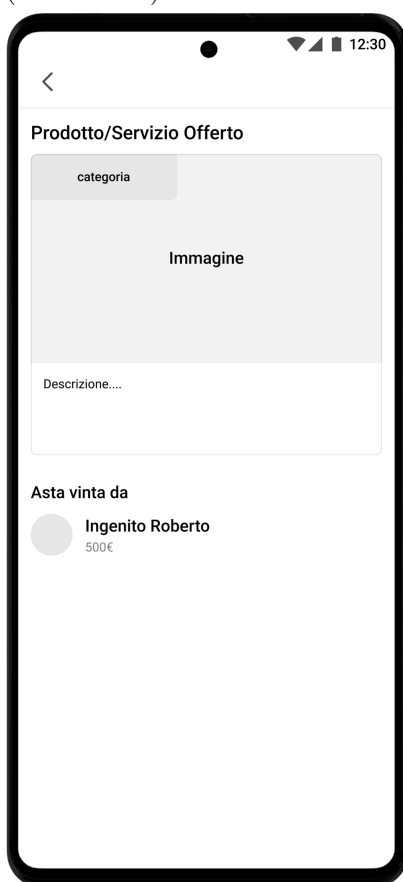 12:30
Prodotto/Servizio Offerto
categoria
Immagine
Descrizione....
Asta vinta da
Ingenito Roberto
500€